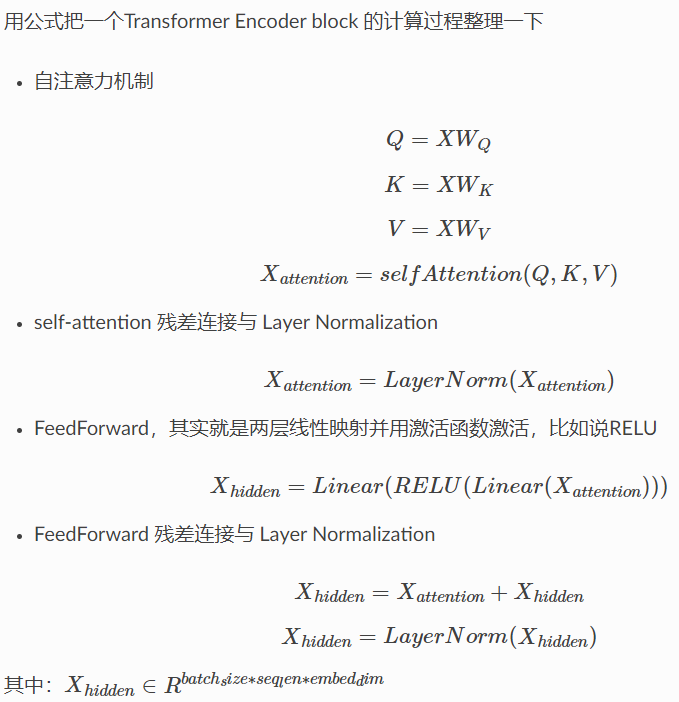 用公式把一个Transformer Encoder block 的计算过程整理一下
• 自注意力机制
Q = XW_Q
K = XW_K
V = XW_V
X_{attention} = selfAttention(Q, K, V)
• self-attention 残差连接与 Layer Normalization
X_{attention} = LayerNorm(X_{attention})
• FeedForward，其实就是两层线性映射并用激活函数激活，比如说RELU
X_{hidden} = Linear(RELU(Linear(X_{attention})))
• FeedForward 残差连接与 Layer Normalization
X_{hidden} = X_{attention} + X_{hidden}
X_{hidden} = LayerNorm(X_{hidden})
其中：X_{hidden} ∈ R^{batch_size∗seq_len∗embed_dim}